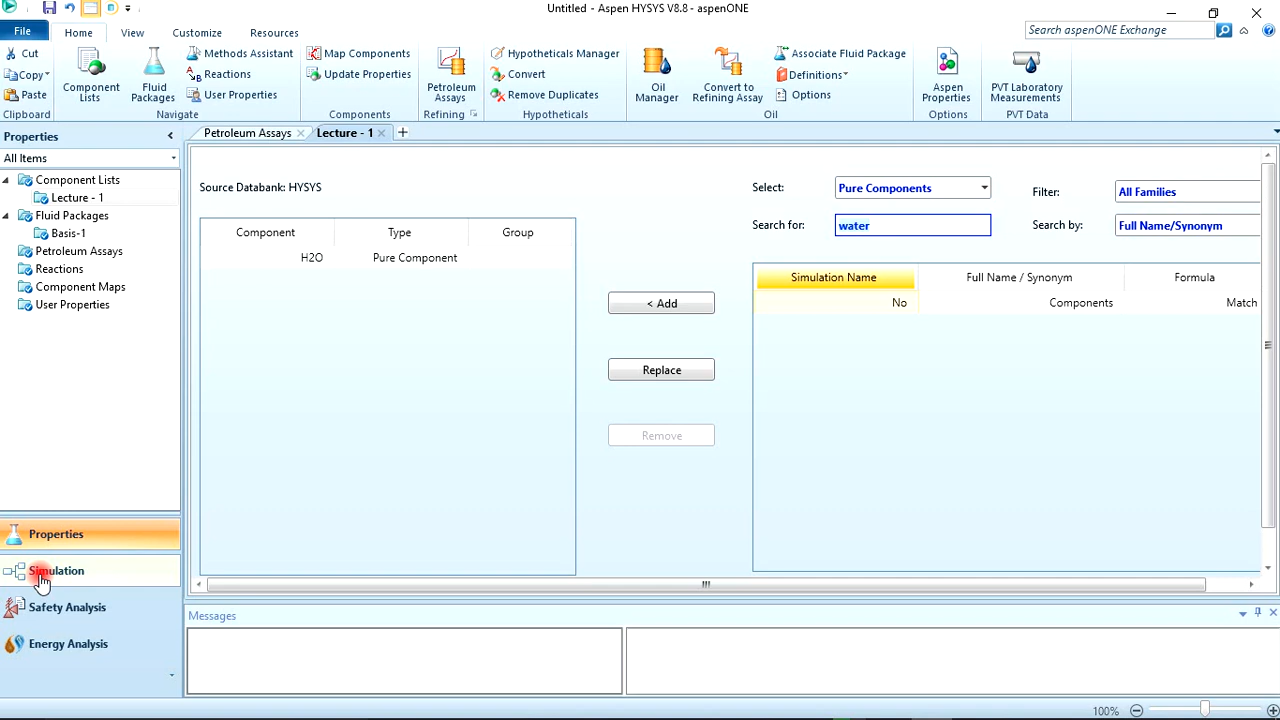 Untitled - Aspen HYSYS V8.8 - aspenONE
File
Home
View
Customize
Resources
Search aspenONE Exchange
Cut
Copy
Paste
Clipboard
Component Lists
Fluid Packages
Methods Assistant
Reactions
User Properties
Navigate
Map Components
Update Properties
Components
Petroleum Assays
Refining
Hypotheticals Manager
Convert
Remove Duplicates
Hypotheticals
Oil Manager
Convert to Refining Assay
Associate Fluid Package
Definitions
Options
Oil
Aspen Properties
Options
PVT Laboratory Measurements
PVT Data
Properties
All Items
Component Lists
Lecture - 1
Fluid Packages
Basis-1
Petroleum Assays
Reactions
Component Maps
User Properties
Properties
Simulation
Safety Analysis
Energy Analysis
Petroleum Assays
Lecture - 1
Source Databank: HYSYS
Component Type Group
H2O Pure Component
< Add
Replace
Remove
Select: Pure Components
Filter: All Families
Search for: water
Search by: Full Name/Synonym
Simulation Name Full Name / Synonym Formula
No Components Match
Messages
100%